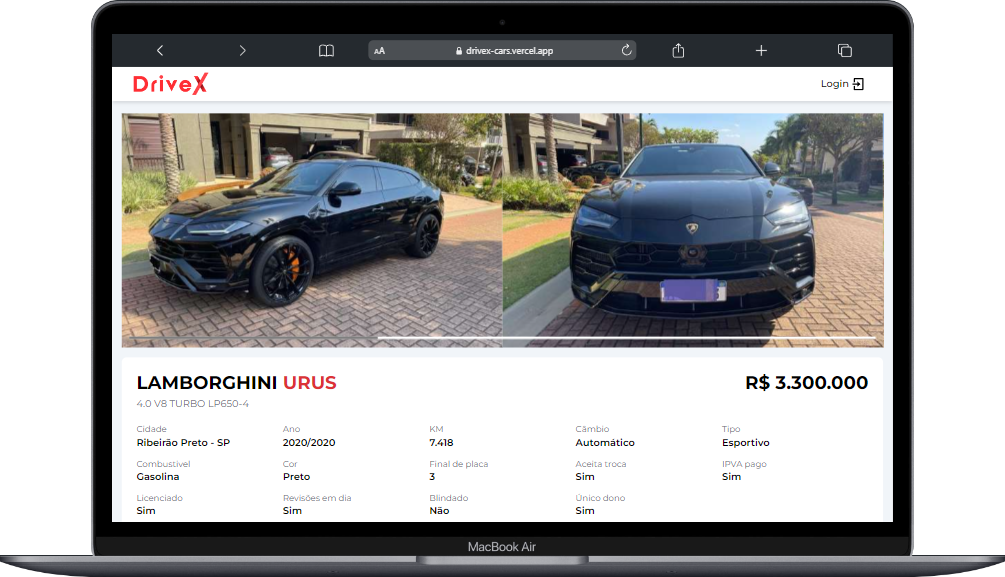 AA drivex-cars.vercel.app
DriveX
Login
LAMBORGHINI URUS
R$ 3.300.000
4.0 V8 TURBO LP650-4
Cidade Ano KM Câmbio Tipo
Ribeirão Preto - SP 2020/2020 7.418 Automático Esportivo
Combustível Cor Final de placa Aceita troca IPVA pago
Gasolina Preto 3 Sim Sim
Licenciado Revisões em dia Blindado Único dono
Sim Sim Não Sim
MacBook Air